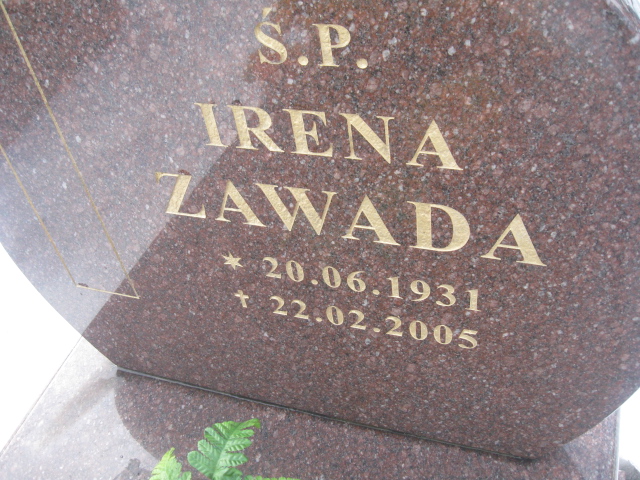 Ś.P.
IRENA
ZAWADA
* 20.06.1931
✝ 22.02.2005